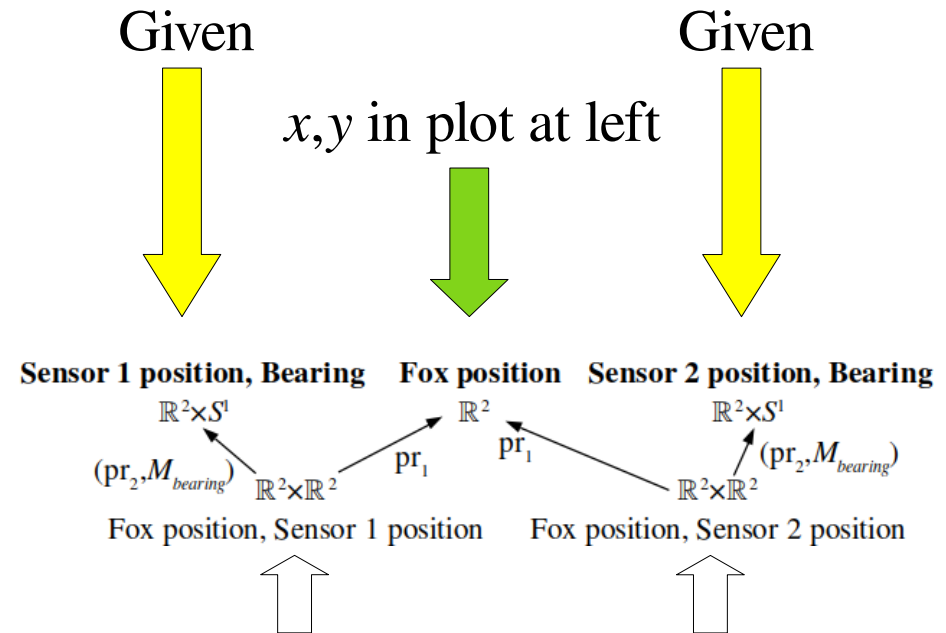 Given Given
x,y in plot at left
Sensor 1 position, Bearing Fox position Sensor 2 position, Bearing
ℝ²×S¹ ℝ² ℝ²×S¹
(pr₂,M_bearing) pr₁ pr₁ (pr₂,M_bearing)
ℝ²×ℝ² ℝ²×ℝ²
Fox position, Sensor 1 position Fox position, Sensor 2 position